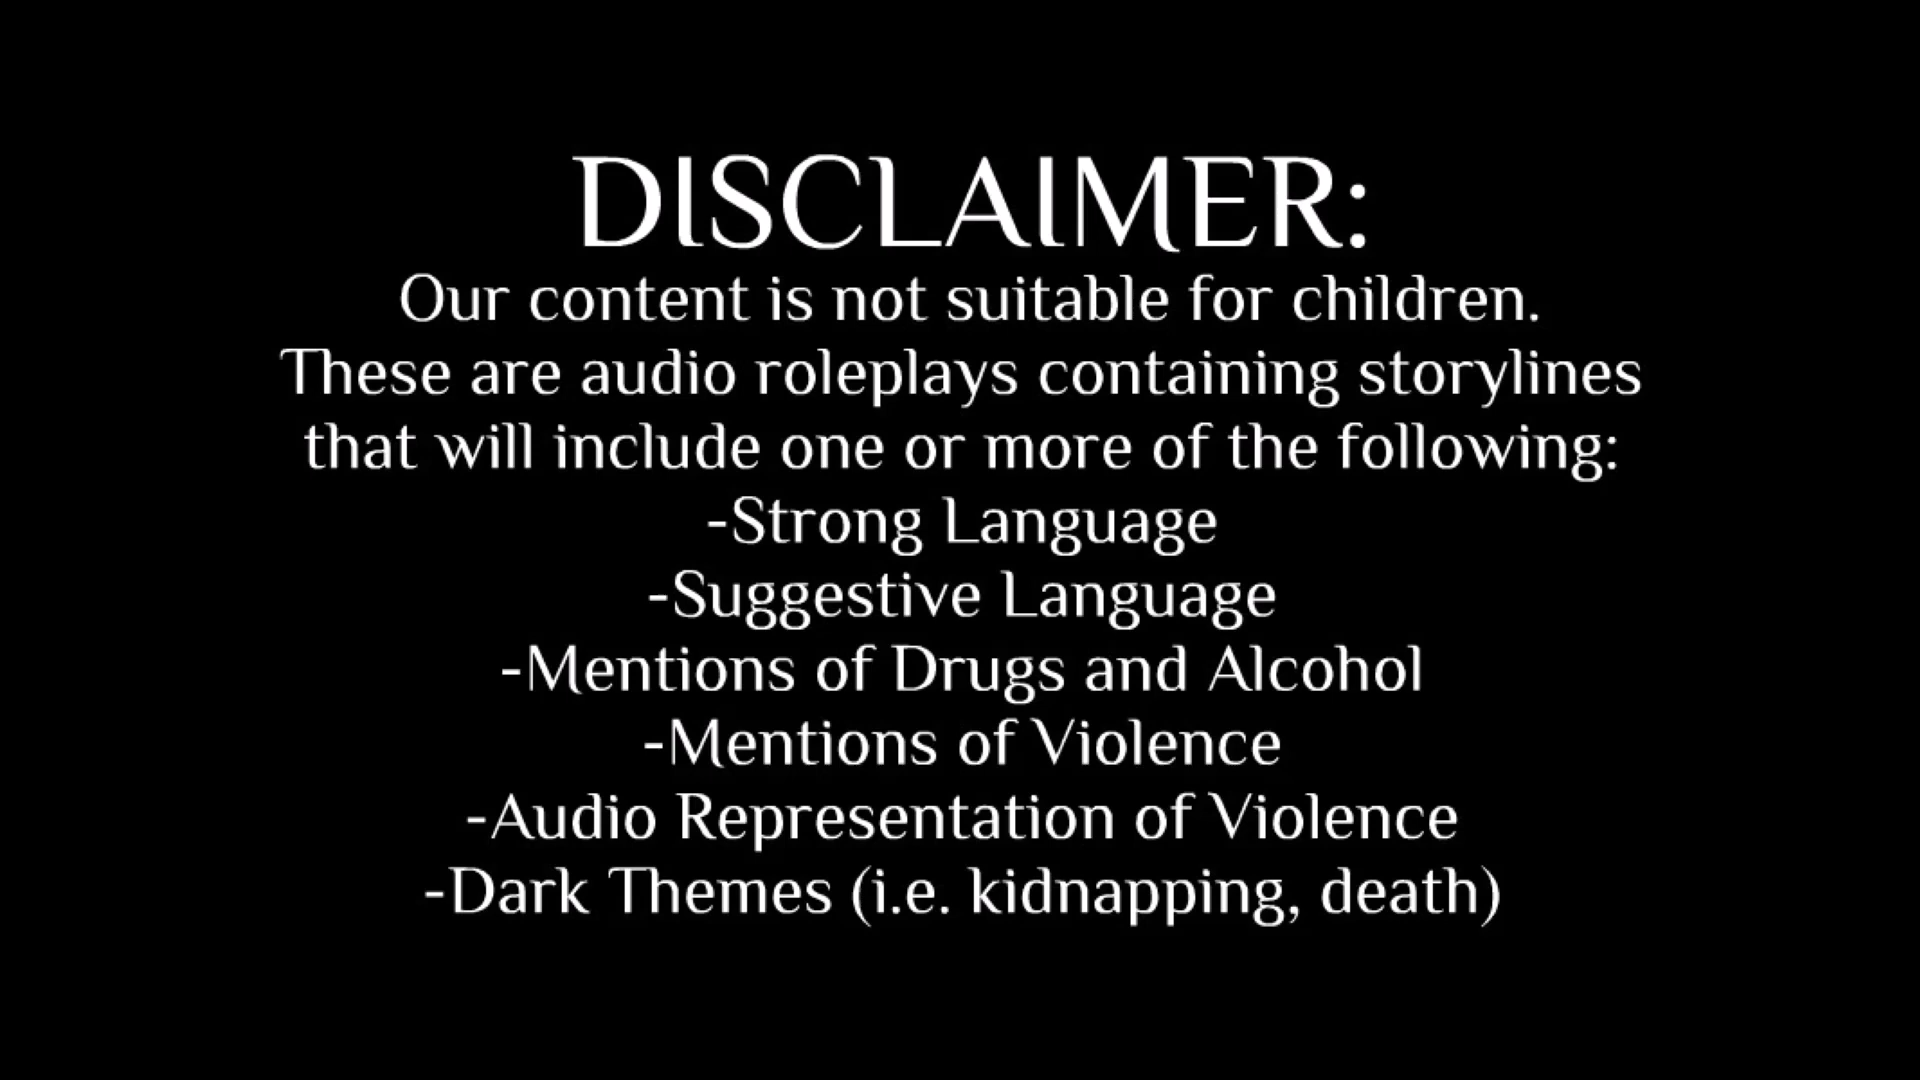 DISCLAIMER:
Our content is not suitable for children.
These are audio roleplays containing storylines
that will include one or more of the following:
-Strong Language
-Suggestive Language
-Mentions of Drugs and Alcohol
-Mentions of Violence
-Audio Representation of Violence
-Dark Themes (i.e. kidnapping, death)